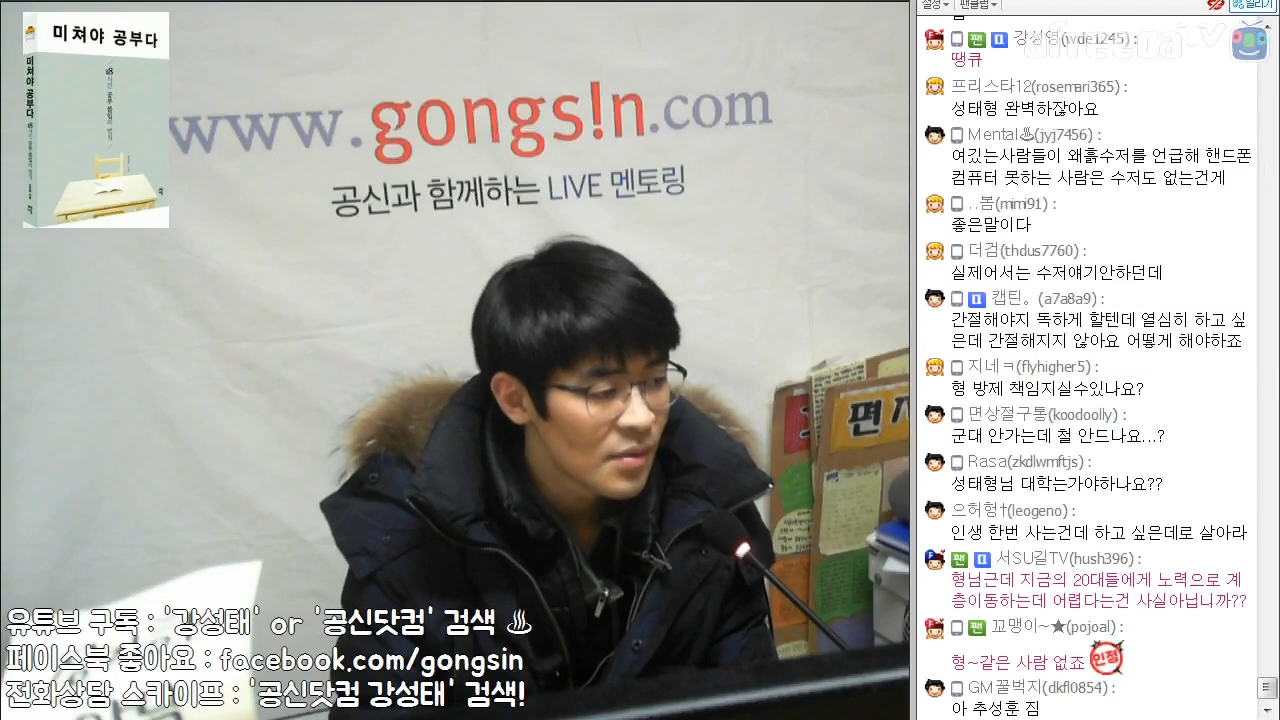 미쳐야 공부다
미쳐야 공부다
www.gongs!n.com
공신과 함께하는 LIVE 멘토링
유튜브 구독 : '강성태' or '공신닷컴' 검색 ♨
페이스북 좋아요 : facebook.com/gongsin
전화상담 스카이프 : '공신닷컴 강성태' 검색!
설정 팬클럽 알리기
afreecaTV
팬 강성영(wde1245) :
땡큐
프리스타12(rosemari365) :
성태형 완벽하잖아요
Mental♨(jyj7456) :
여깄는사람들이 왜흙수저를 언급해 핸드폰
컴퓨터 못하는 사람은 수저도 없는건게
..봄(mimi91) :
좋은말이다
더검(thdus7760) :
실제어서는 수저얘기안하던데
캡틴。(a7a8a9) :
간절해야지 독하게 할텐데 열심히 하고 싶
은데 간절해지지 않아요 어떻게 해야하죠
지네ㅋ(flyhigher5) :
형 방제 책임지실수있나요?
면상절구통(koodoolly) :
군대 안가는데 철 안드나요...?
Rasa(zkdlwmftjs) :
성태형님 대학는가야하나요??
으허헝†(leogeno) :
인생 한번 사는건데 하고 싶은데로 살아라
팬 서SU길TV(hush396) :
형님근데 지금의 20대들에게 노력으로 계
층이동하는데 어렵다는건 사실아닙니까??
팬 꼬맹이~★(pojoal) :
형~같은 사람 없죠 인정
GM꿀벅지(dkfl0854) :
아 추성훈 짐